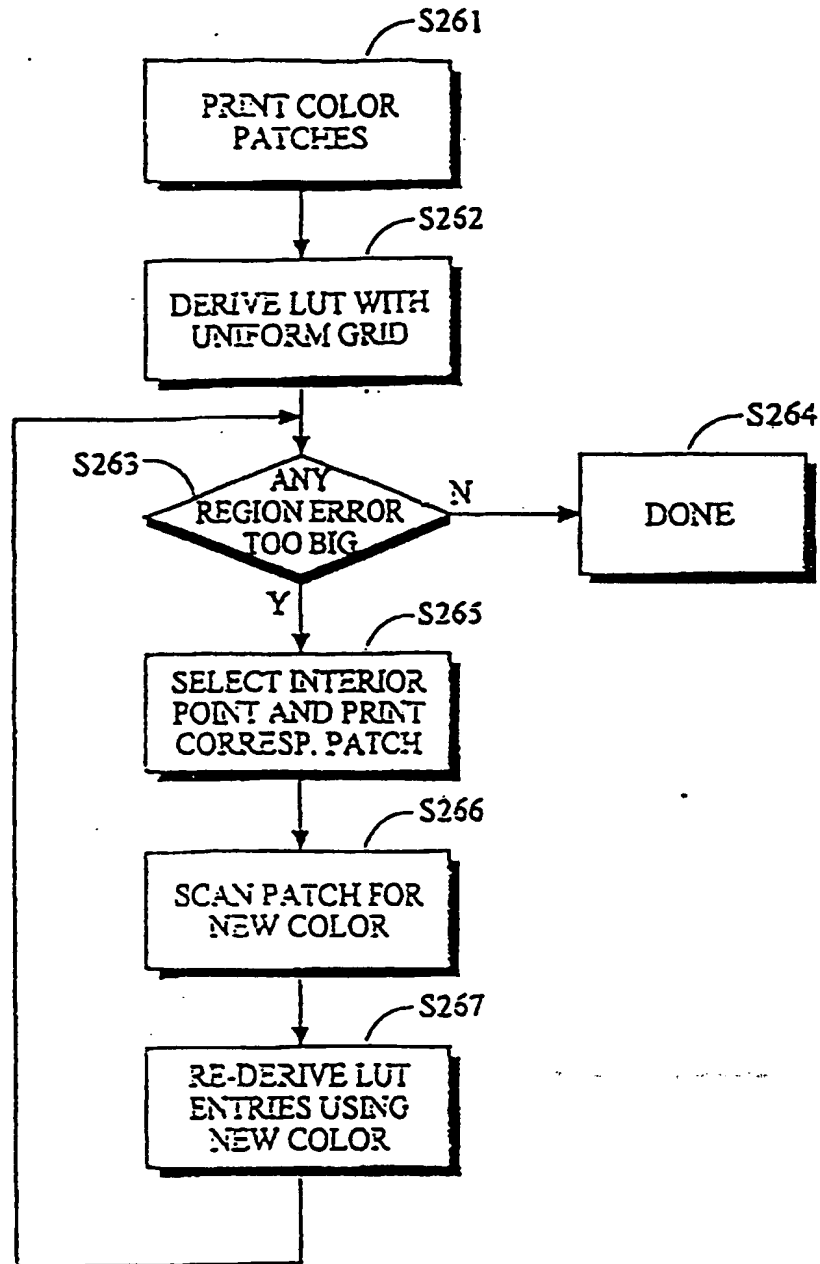 S261
PRINT COLOR
PATCHES
S262
DERIVE LUT WITH
UNIFORM GRID
S263
ANY
REGION ERROR
TOO BIG
N
S264
DONE
Y
S265
SELECT INTERIOR
POINT AND PRINT
CORRESP. PATCH
S266
SCAN PATCH FOR
NEW COLOR
S267
RE-DERIVE LUT
ENTRIES USING
NEW COLOR